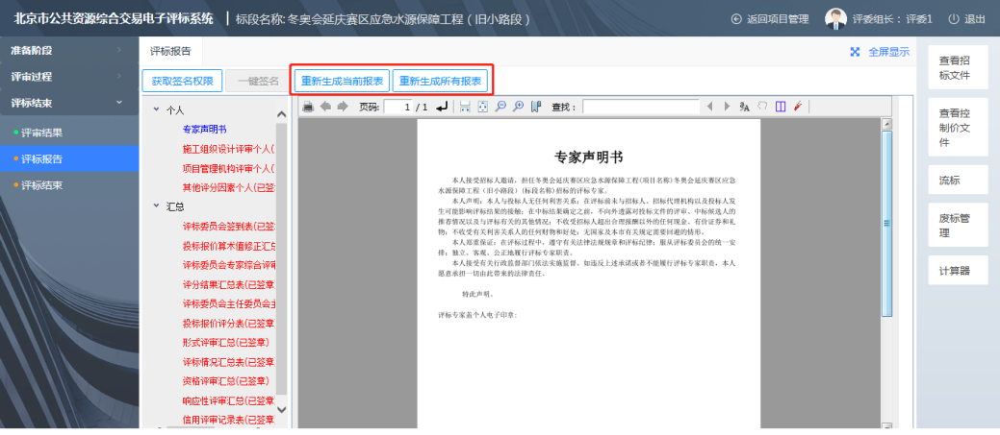 北京市公共资源综合交易电子评标系统 标段名称: 冬奥会延庆赛区应急水源保障工程（旧小路段） 返回项目管理 评委组长：评委1 退出
准备阶段
评审过程
评标结束
评审结果
评标报告
评标结束
评标报告 全屏显示
获取签名权限 一键签名 重新生成当前报表 重新生成所有报表
个人
专家声明书
施工组织设计评审个人(
项目管理机构评审个人(
其他评分因素个人(已签
汇总
评标委员会签到表(已签
投标报价算术值修正汇总
评标委员会专家综合评审
评分结果汇总表(已签章
评标委员会主任委员会主
投标报价评分表(已签章
形式评审汇总(已签章)
评标情况汇总表(已签章
资格评审汇总(已签章)
响应性评审汇总(已签章
信用评审记录表(已签章
页码: 1 / 1 查找:
专家声明书
本人接受招标人邀请，担任冬奥会延庆赛区应急水源保障工程(项目名称)冬奥会延庆赛区应急
水源保障工程（旧小路段）(标段名称)招标的评标专家。
本人声明：本人与投标人无任何利害关系；在评标前未与招标人、招标代理机构以及投标人发
生可能影响评标结果的接触；在中标结果确定之前，不向外透露对投标文件的评审、中标候选人的
推荐情况以及与评标有关的其他情况；不收受招标人超出合理报酬以外的任何现金、有价证券和礼
物；不收受有关利害关系人的任何财物和好处；无国家及本市有关规定需要回避的情形。
本人郑重保证：在评标过程中，遵守有关法律法规规章和评标纪律；服从评标委员会的统一安
排；独立、客观、公正地履行评标专家职责。
本人接受有关行政监督部门依法实施监督。如违反上述承诺或者不能履行评标专家职责，本人
愿意承担一切由此带来的法律责任。
特此声明。
评标专家盖个人电子印章:
查看招
标文件
查看控
制价文
件
流标
废标管
理
计算器